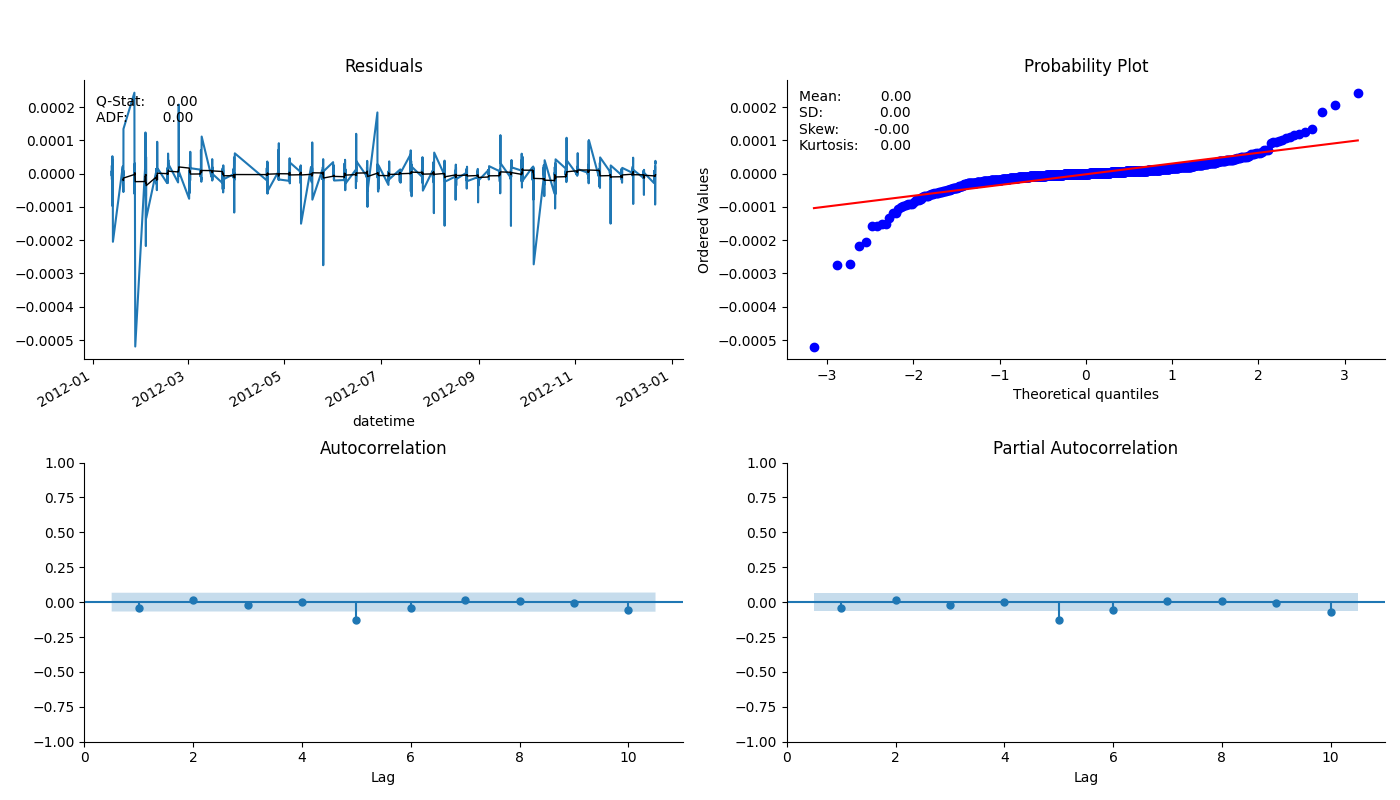 Residuals
Q-Stat: 0.00
ADF: 0.00
0.0002
0.0001
0.0000
−0.0001
−0.0002
−0.0003
−0.0004
−0.0005
2012-01
2012-03
2012-05
2012-07
2012-09
2012-11
2013-01
datetime
Probability Plot
Mean: 0.00
SD: 0.00
Skew: -0.00
Kurtosis: 0.00
Ordered Values
0.0002
0.0001
0.0000
−0.0001
−0.0002
−0.0003
−0.0004
−0.0005
−3 −2 −1 0 1 2 3
Theoretical quantiles
Autocorrelation
1.00
0.75
0.50
0.25
0.00
−0.25
−0.50
−0.75
−1.00
0 2 4 6 8 10
Lag
Partial Autocorrelation
1.00
0.75
0.50
0.25
0.00
−0.25
−0.50
−0.75
−1.00
0 2 4 6 8 10
Lag